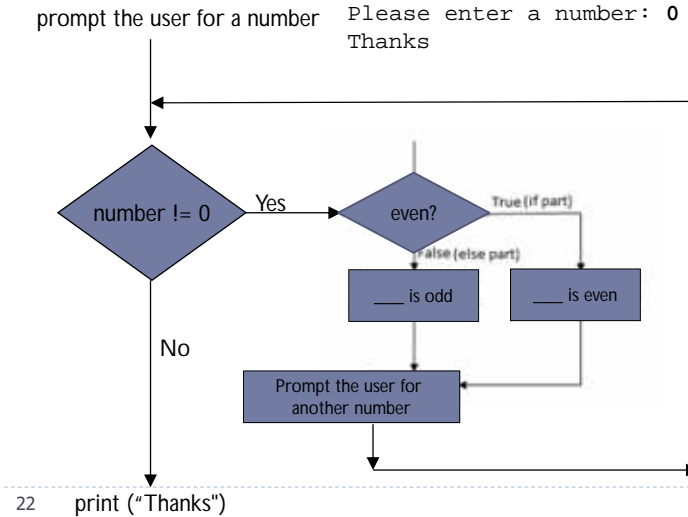 prompt the user for a number
Please enter a number: 0
Thanks
number != 0
Yes
even?
True (if part)
False (else part)
___ is odd
___ is even
No
Prompt the user for
another number
22
print ("Thanks")